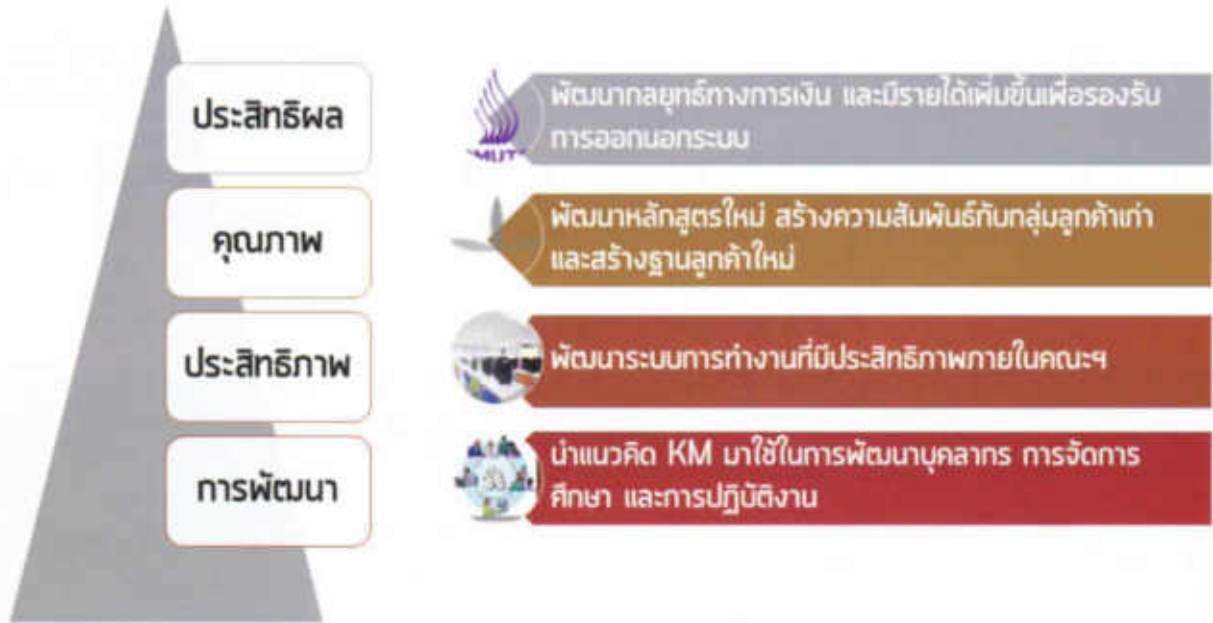 ประสิทธิผล
พัฒนากลยุทธ์ทางการเงิน และมีรายได้เพิ่มขึ้นเพื่อรองรับ
การออกนอกระบบ
คุณภาพ
พัฒนาหลักสูตรใหม่ สร้างความสัมพันธ์กับกลุ่มลูกค้าเก่า
และสร้างฐานลูกค้าใหม่
ประสิทธิภาพ
พัฒนาระบบการทำงานที่มีประสิทธิภาพภายในคณะฯ
การพัฒนา
นำแนวคิด KM มาใช้ในการพัฒนาบุคลากร การจัดการ
ศึกษา และการปฏิบัติงาน